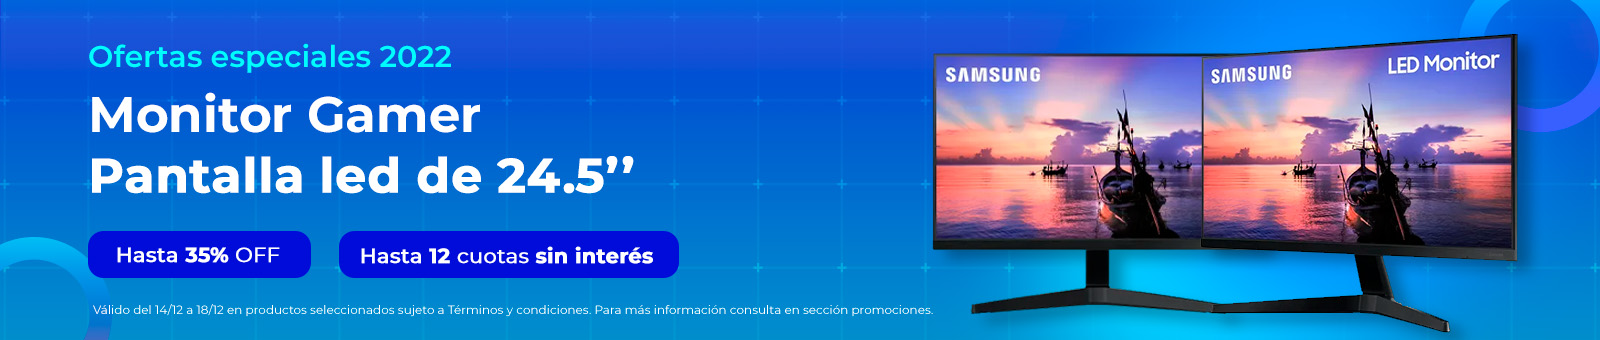 Ofertas especiales 2022
Monitor Gamer
Pantalla led de 24.5’’
Hasta 35% OFF
Hasta 12 cuotas sin interés
Válido del 14/12 a 18/12 en productos seleccionados sujeto a Términos y condiciones. Para más información consulta en sección promociones.
SAMSUNG
SAMSUNG
LED Monitor